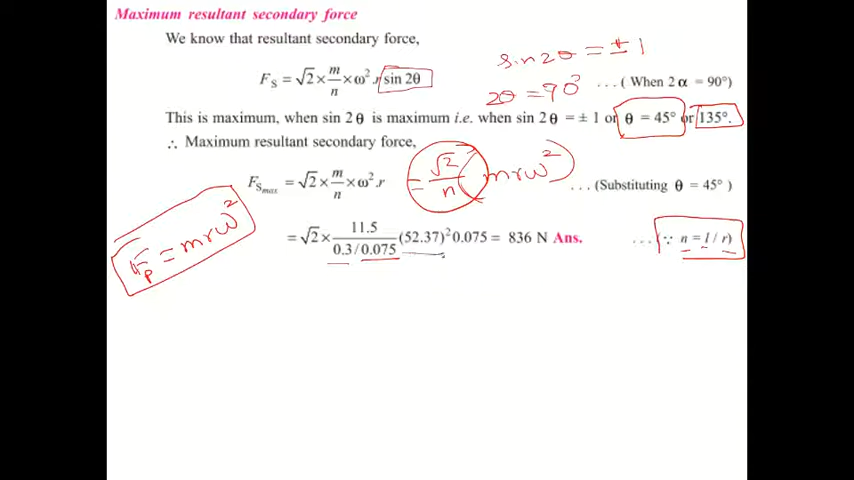 Maximum resultant secondary force
We know that resultant secondary force,
sin2θ = ±1
F_S = √2 × m/n × ω².r sin 2θ ...( When 2 α = 90°)
2θ = 90°
This is maximum, when sin 2θ is maximum i.e. when sin 2θ = ± 1 or θ = 45° or 135°.
∴ Maximum resultant secondary force,
F_Smax = √2 × m/n × ω².r = √2/n (mrω²) ...(Substituting θ = 45° )
F_p = mrω²
= √2 × 11.5/(0.3/0.075) (52.37)² 0.075 = 836 N Ans. ...(∵ n = l / r)